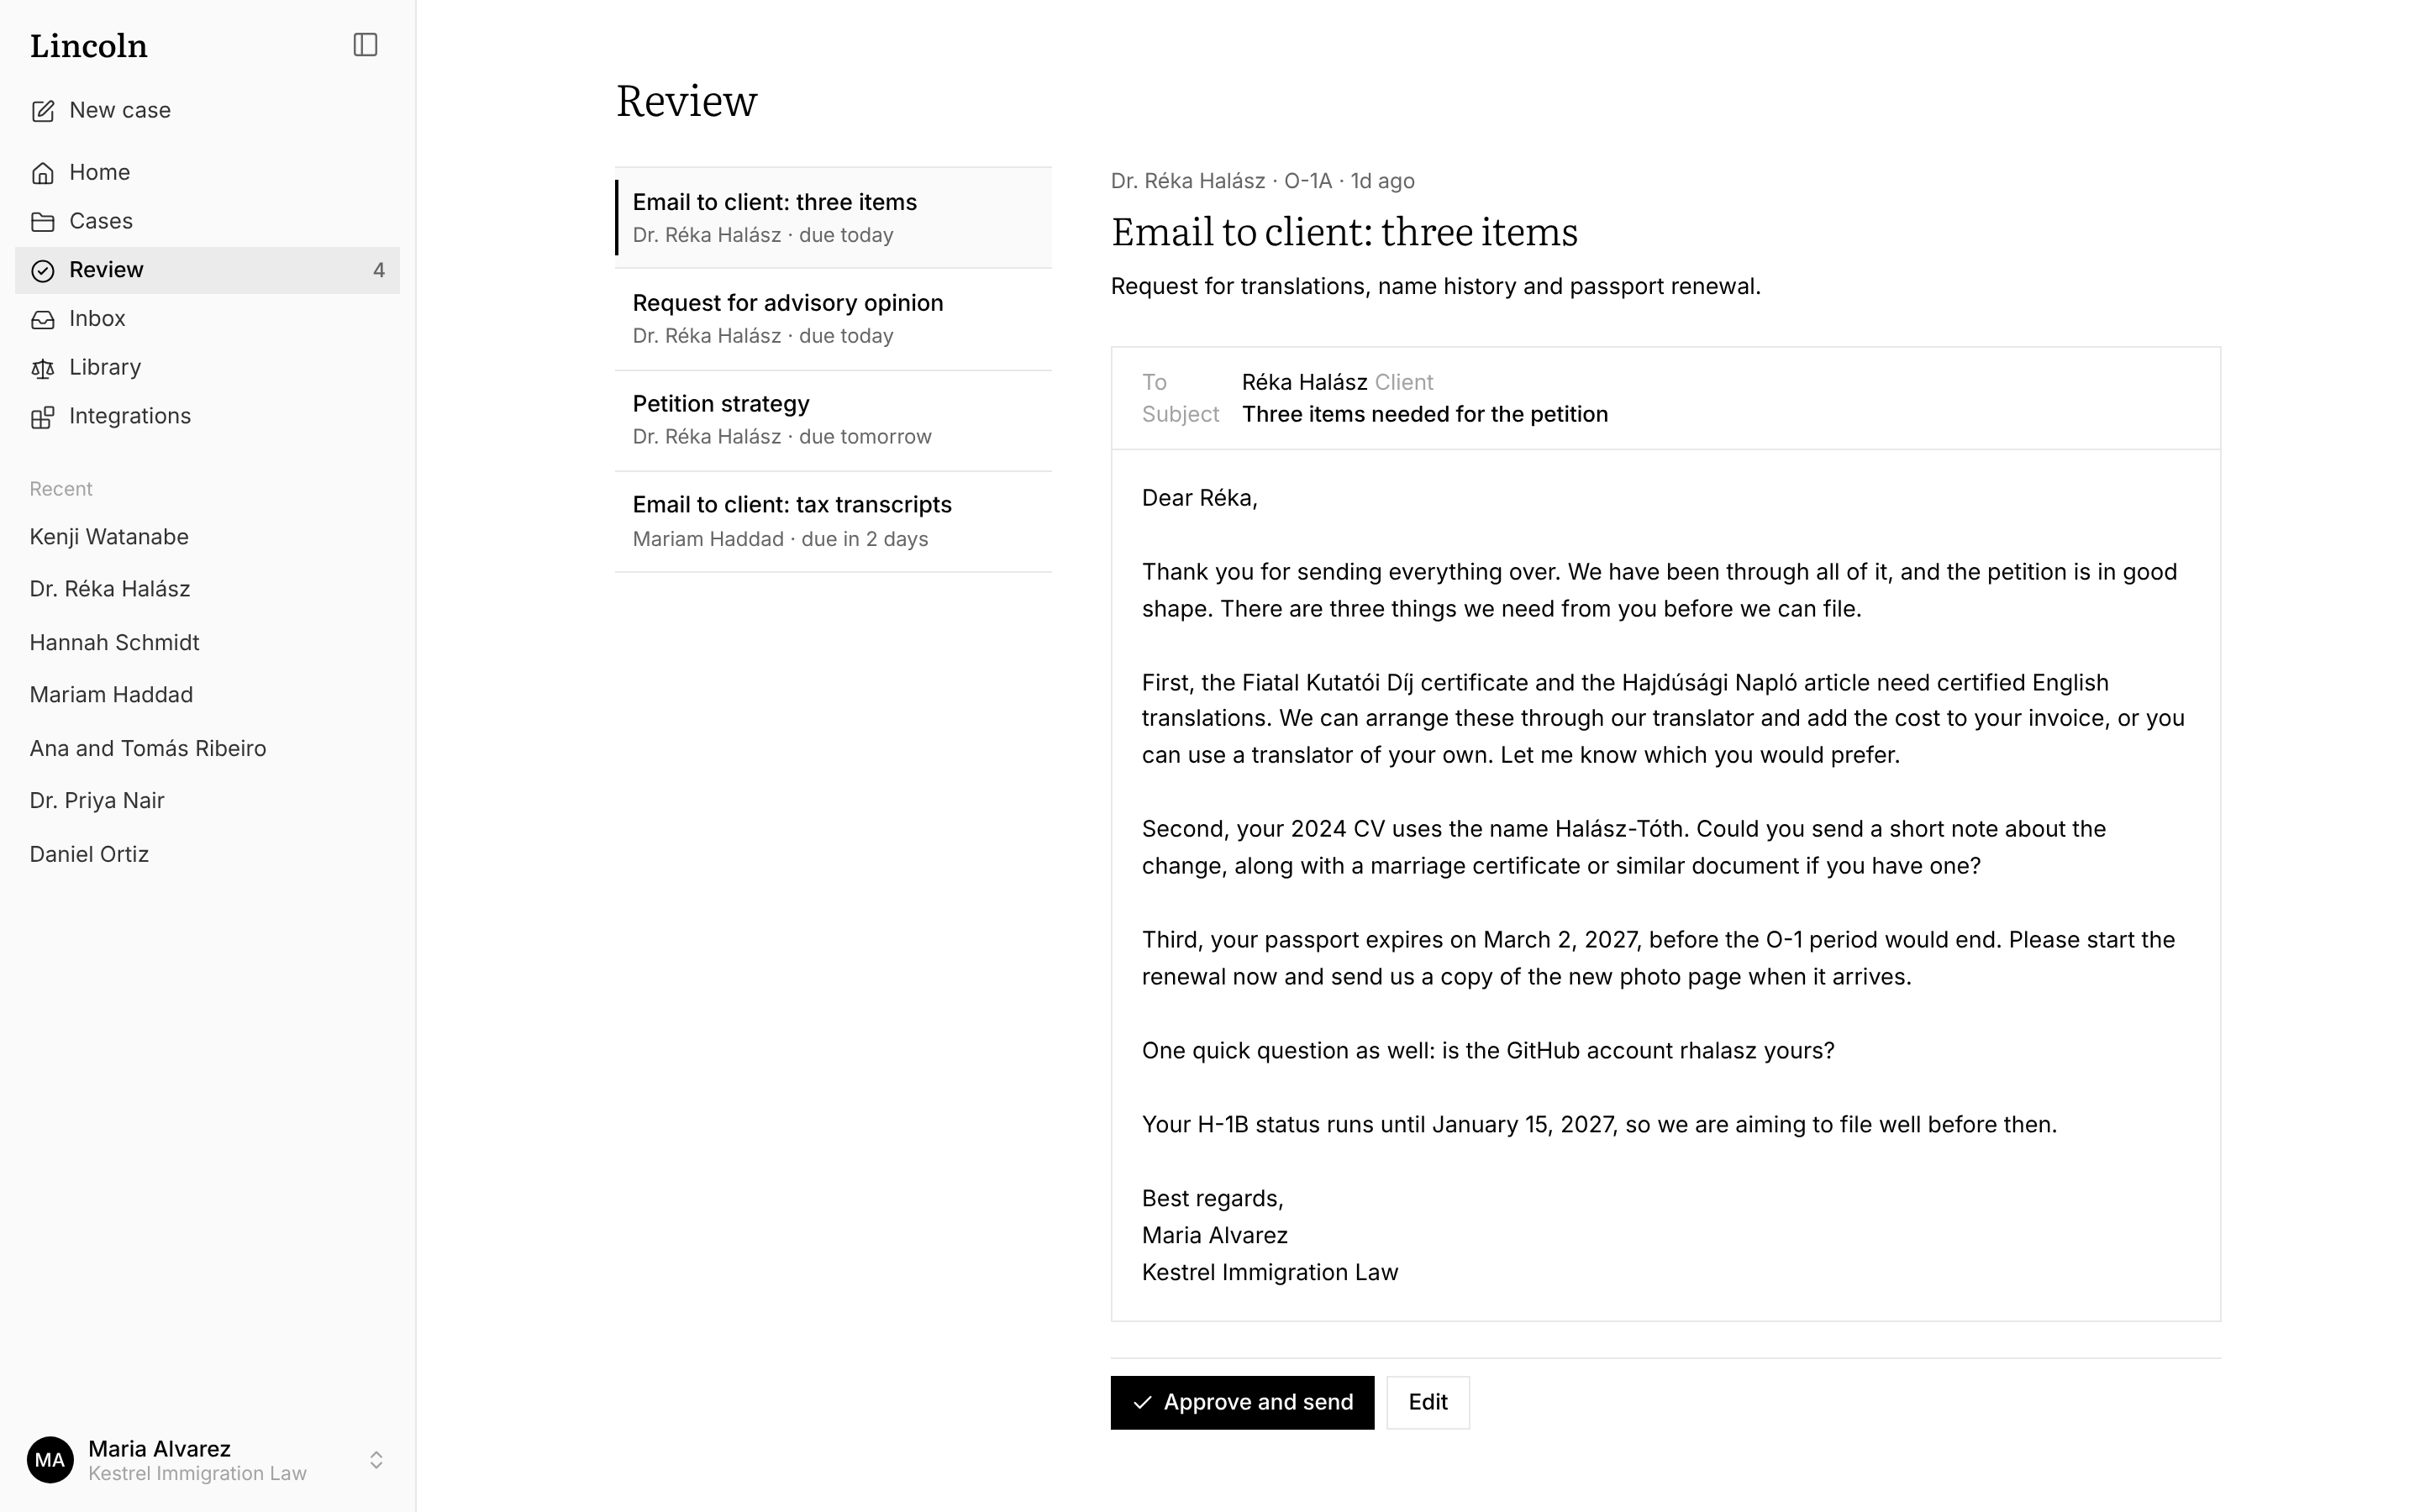 Lincoln
New case
Home
Cases
Review 4
Inbox
Library
Integrations
Recent
Kenji Watanabe
Dr. Réka Halász
Hannah Schmidt
Mariam Haddad
Ana and Tomás Ribeiro
Dr. Priya Nair
Daniel Ortiz
MA
Maria Alvarez
Kestrel Immigration Law
Review
Email to client: three items
Dr. Réka Halász · due today
Request for advisory opinion
Dr. Réka Halász · due today
Petition strategy
Dr. Réka Halász · due tomorrow
Email to client: tax transcripts
Mariam Haddad · due in 2 days
Dr. Réka Halász · O-1A · 1d ago
Email to client: three items
Request for translations, name history and passport renewal.
To Réka Halász Client
Subject Three items needed for the petition
Dear Réka,
Thank you for sending everything over. We have been through all of it, and the petition is in good
shape. There are three things we need from you before we can file.
First, the Fiatal Kutatói Díj certificate and the Hajdúsági Napló article need certified English
translations. We can arrange these through our translator and add the cost to your invoice, or you
can use a translator of your own. Let me know which you would prefer.
Second, your 2024 CV uses the name Halász-Tóth. Could you send a short note about the
change, along with a marriage certificate or similar document if you have one?
Third, your passport expires on March 2, 2027, before the O-1 period would end. Please start the
renewal now and send us a copy of the new photo page when it arrives.
One quick question as well: is the GitHub account rhalasz yours?
Your H-1B status runs until January 15, 2027, so we are aiming to file well before then.
Best regards,
Maria Alvarez
Kestrel Immigration Law
Approve and send
Edit